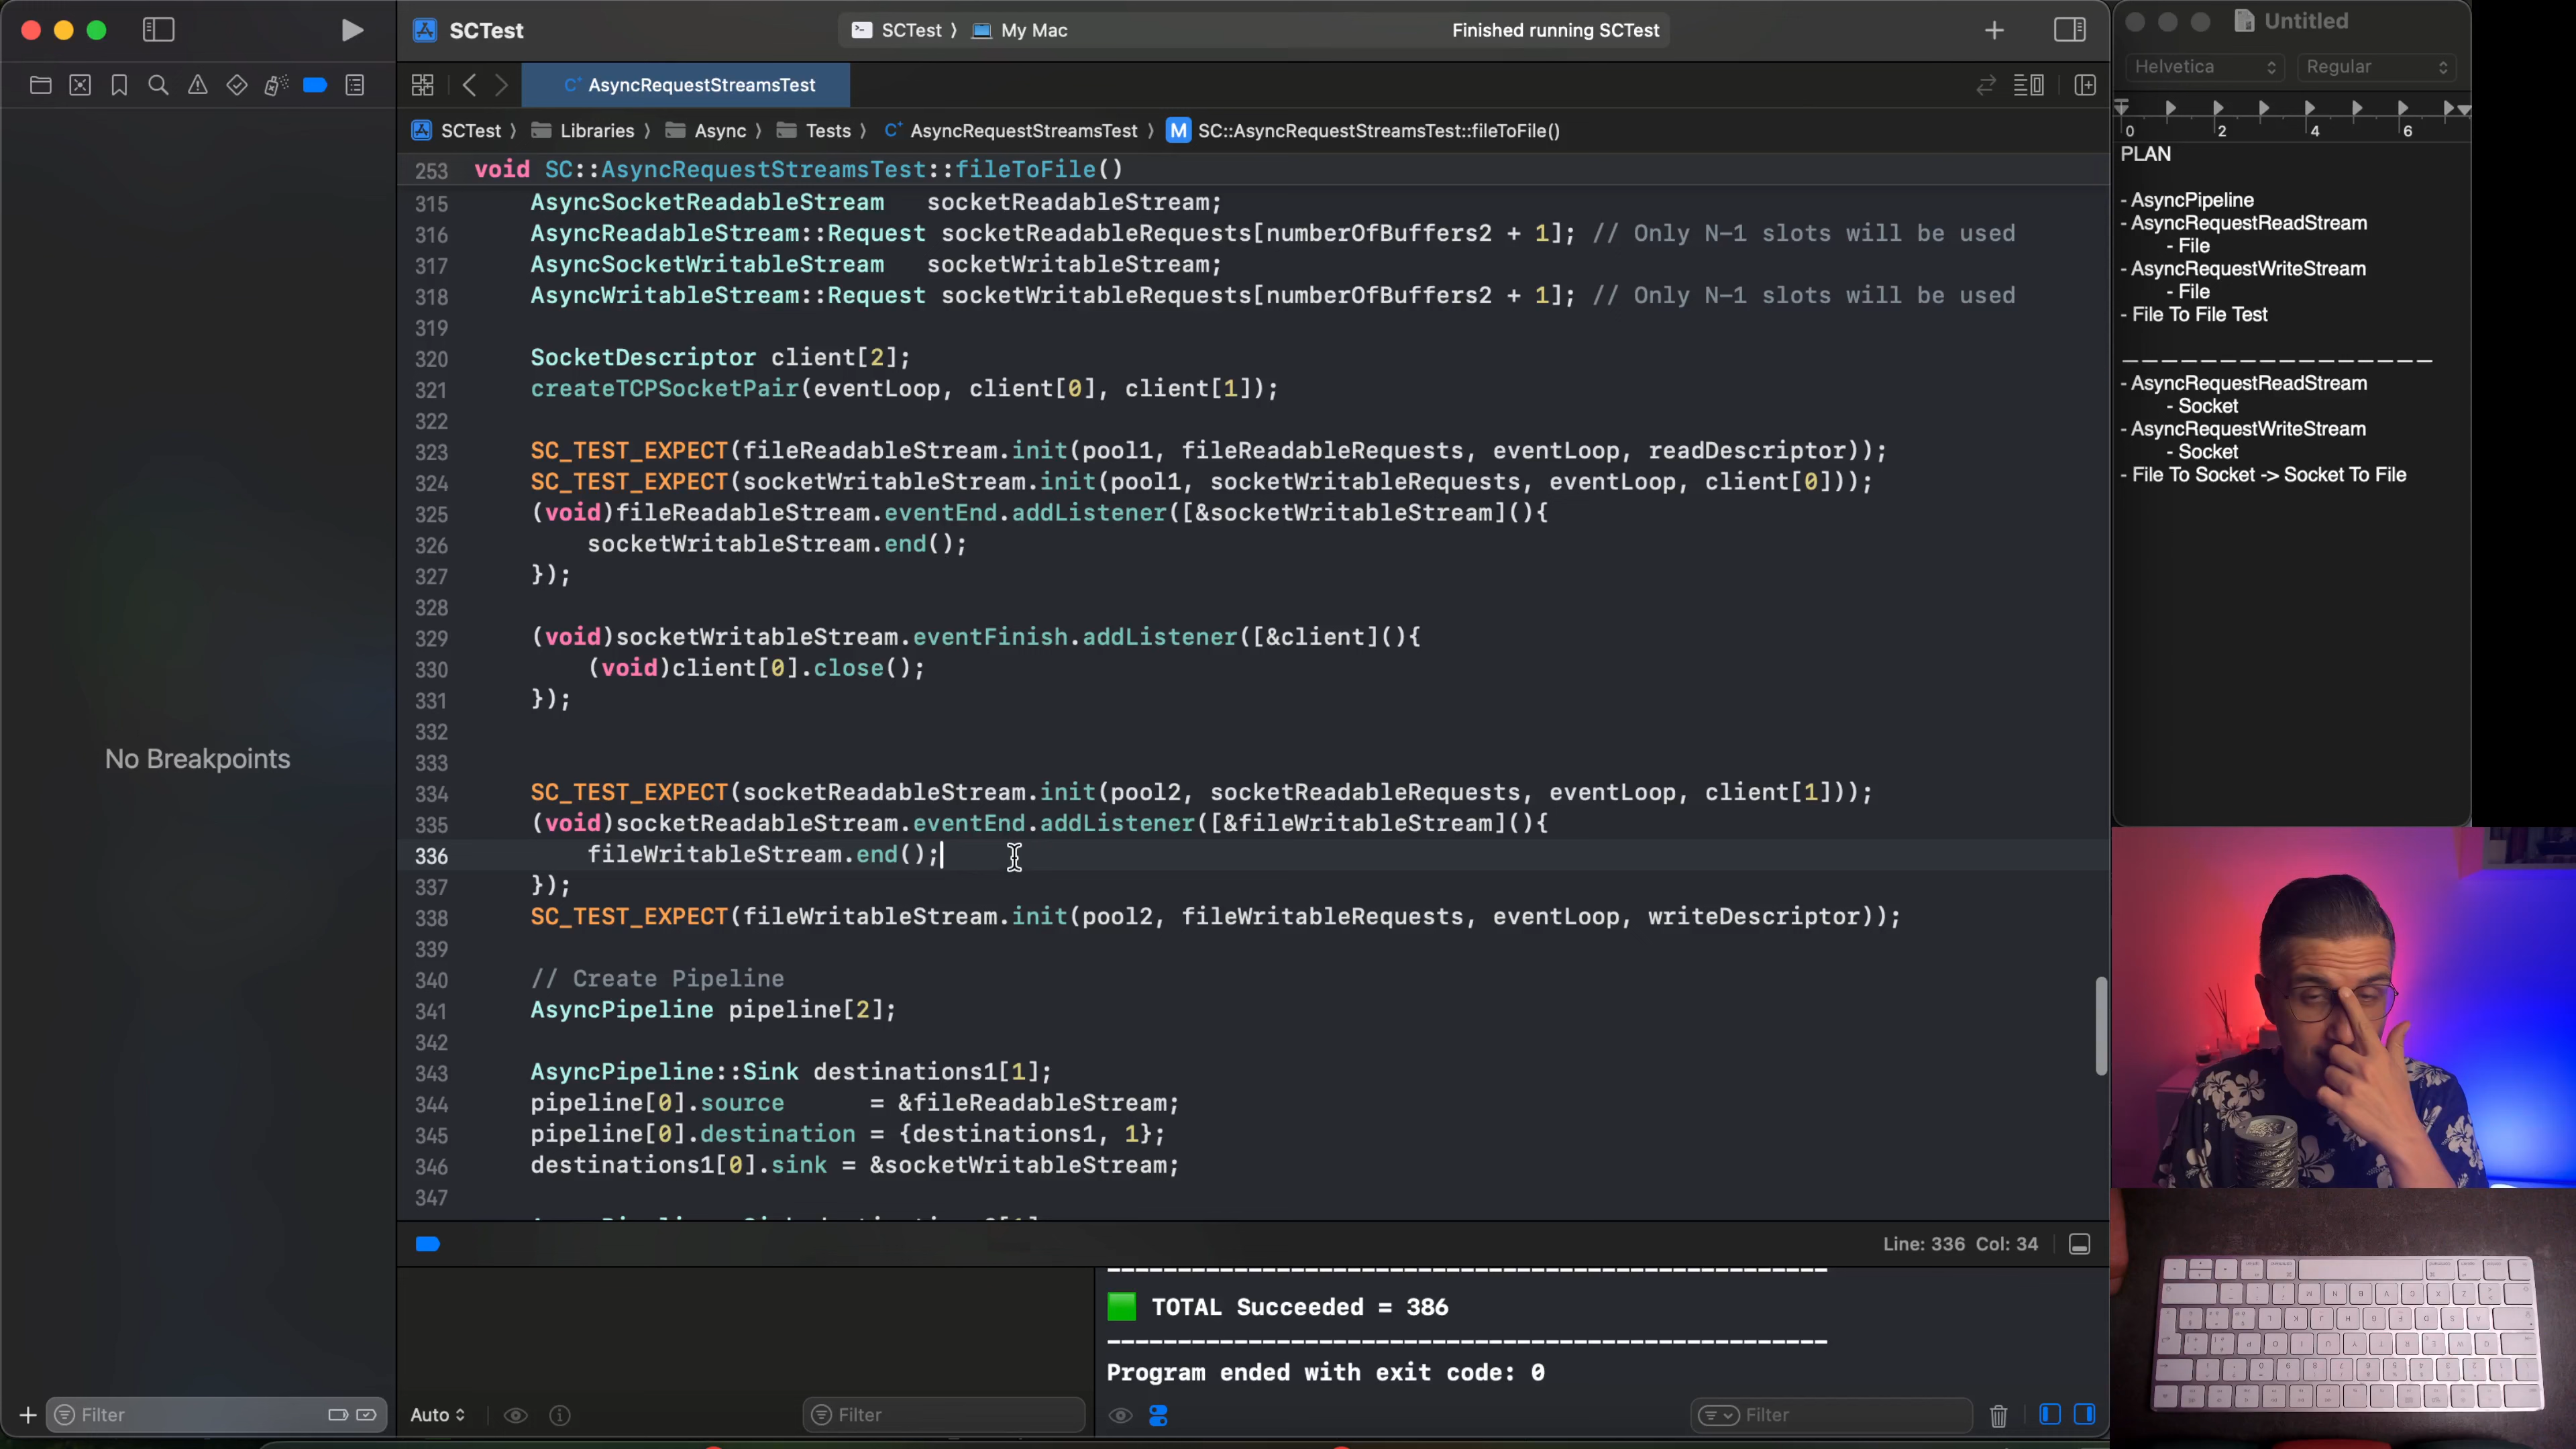 SCTest
SCTest ⟩ My Mac
Finished running SCTest
AsyncRequestStreamsTest
SCTest ⟩ Libraries ⟩ Async ⟩ Tests ⟩ AsyncRequestStreamsTest ⟩ M SC::AsyncRequestStreamsTest::fileToFile()
253 void SC::AsyncRequestStreamsTest::fileToFile()
315 AsyncSocketReadableStream socketReadableStream;
316 AsyncReadableStream::Request socketReadableRequests[numberOfBuffers2 + 1]; // Only N-1 slots will be used
317 AsyncSocketWritableStream socketWritableStream;
318 AsyncWritableStream::Request socketWritableRequests[numberOfBuffers2 + 1]; // Only N-1 slots will be used
319
320 SocketDescriptor client[2];
321 createTCPSocketPair(eventLoop, client[0], client[1]);
322
323 SC_TEST_EXPECT(fileReadableStream.init(pool1, fileReadableRequests, eventLoop, readDescriptor));
324 SC_TEST_EXPECT(socketWritableStream.init(pool1, socketWritableRequests, eventLoop, client[0]));
325 (void)fileReadableStream.eventEnd.addListener([&socketWritableStream](){
326 socketWritableStream.end();
327 });
328
329 (void)socketWritableStream.eventFinish.addListener([&client](){
330 (void)client[0].close();
331 });
332
333
334 SC_TEST_EXPECT(socketReadableStream.init(pool2, socketReadableRequests, eventLoop, client[1]));
335 (void)socketReadableStream.eventEnd.addListener([&fileWritableStream](){
336 fileWritableStream.end();
337 });
338 SC_TEST_EXPECT(fileWritableStream.init(pool2, fileWritableRequests, eventLoop, writeDescriptor));
339
340 // Create Pipeline
341 AsyncPipeline pipeline[2];
342
343 AsyncPipeline::Sink destinations1[1];
344 pipeline[0].source = &fileReadableStream;
345 pipeline[0].destination = {destinations1, 1};
346 destinations1[0].sink = &socketWritableStream;
347
No Breakpoints
Line: 336 Col: 34
🟩 TOTAL Succeeded = 386
Program ended with exit code: 0
Filter
Auto
Filter
Filter
Untitled
Helvetica
Regular
0 2 4 6
PLAN
- AsyncPipeline
- AsyncRequestReadStream
- File
- AsyncRequestWriteStream
- File
- File To File Test
- AsyncRequestReadStream
- Socket
- AsyncRequestWriteStream
- Socket
- File To Socket -> Socket To File